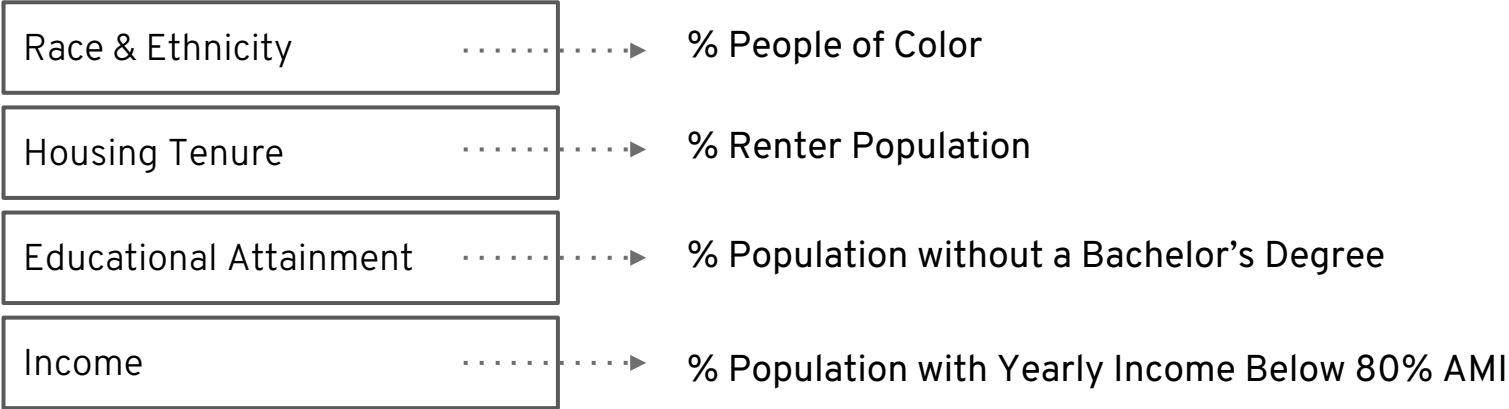 Race & Ethnicity % People of Color
Housing Tenure % Renter Population
Educational Attainment % Population without a Bachelor’s Degree
Income % Population with Yearly Income Below 80% AMI